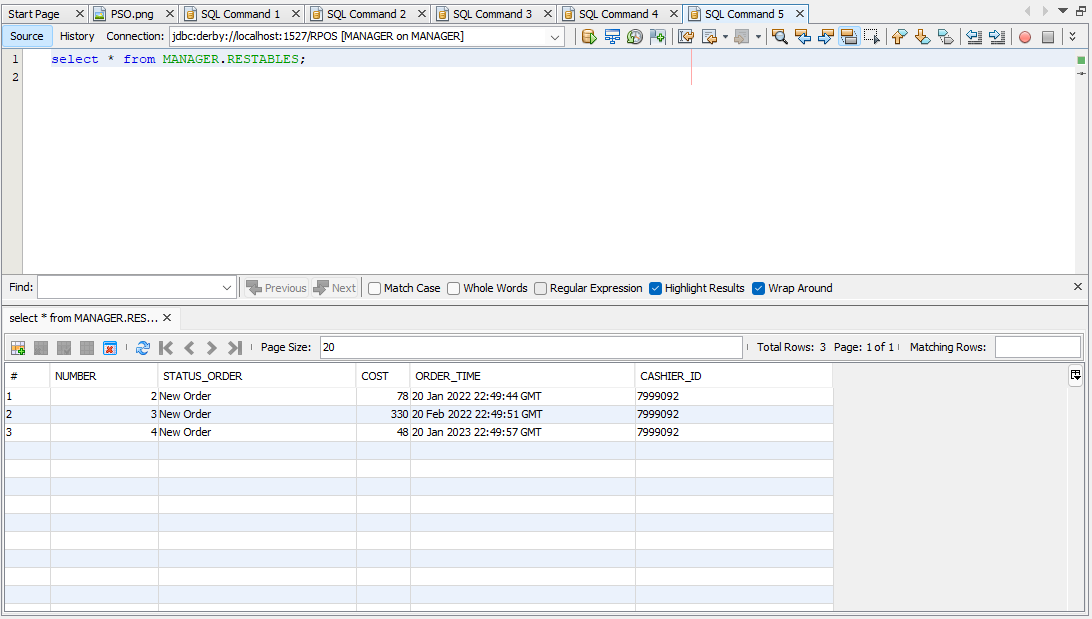 Start Page PSO.png SQL Command 1 SQL Command 2 SQL Command 3 SQL Command 4 SQL Command 5
Source History Connection: jdbc:derby://localhost:1527/RPOS [MANAGER on MANAGER]
1 select * from MANAGER.RESTABLES;
2
Find: Previous Next Match Case Whole Words Regular Expression Highlight Results Wrap Around
select * from MANAGER.RES...
Page Size: 20 Total Rows: 3 Page: 1 of 1 Matching Rows:
# NUMBER STATUS_ORDER COST ORDER_TIME CASHIER_ID
1 2 New Order 78 20 Jan 2022 22:49:44 GMT 7999092
2 3 New Order 330 20 Feb 2022 22:49:51 GMT 7999092
3 4 New Order 48 20 Jan 2023 22:49:57 GMT 7999092